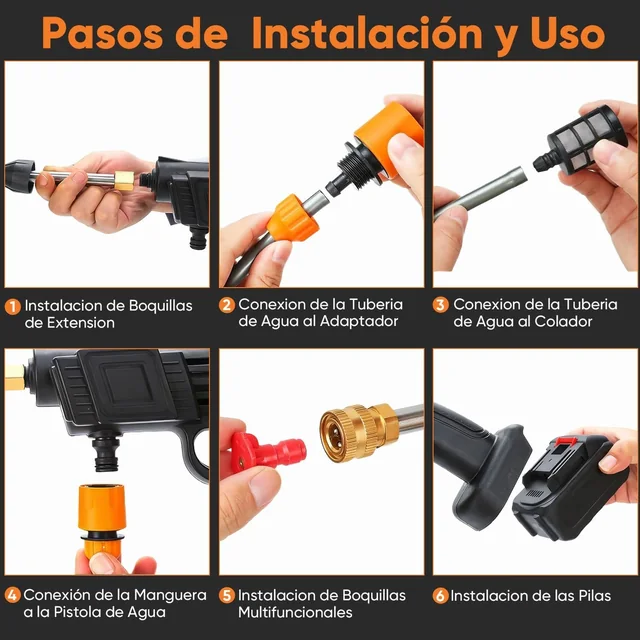 Pasos de Instalación y Uso
1 Instalacion de Boquillas
de Extension
2 Conexion de la Tuberia
de Agua al Adaptador
3 Conexion de la Tuberia
de Agua al Colador
4 Conexión de la Manguera
a la Pistola de Agua
5 Instalacion de Boquillas
Multifuncionales
6 Instalacion de las Pilas